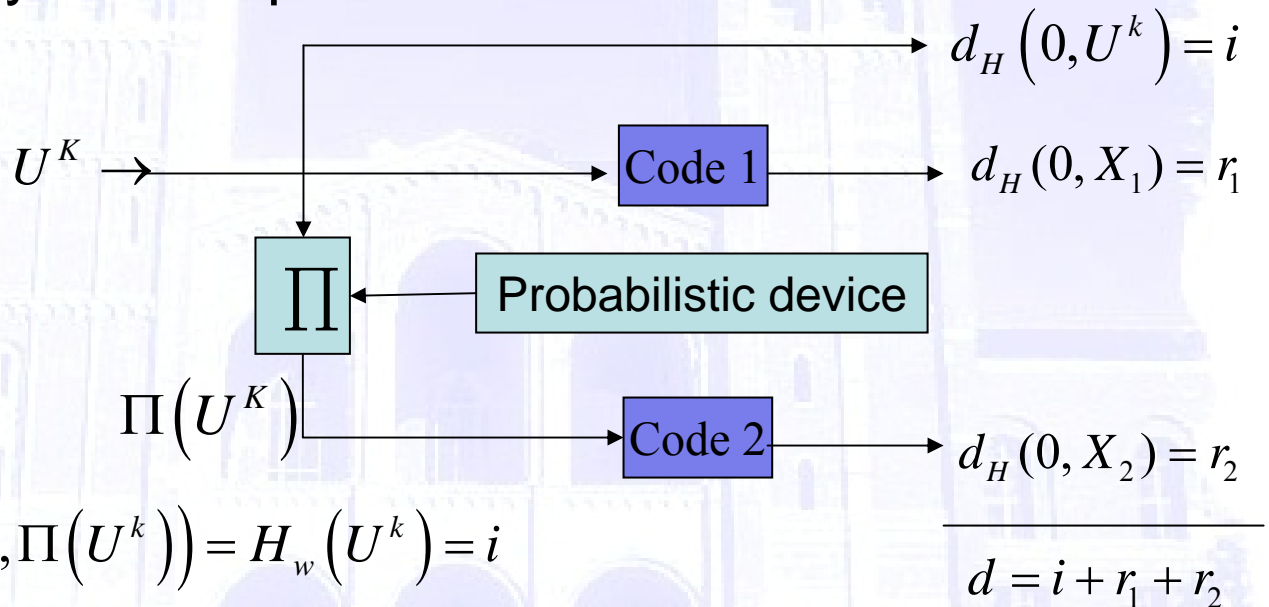 d_H(0,U^k) = i
U^K → Code 1 d_H(0,X_1) = r_1
∏ Probabilistic device
Π(U^K)
Code 2 d_H(0,X_2) = r_2
,Π(U^k)) = H_w(U^k) = i
d = i + r_1 + r_2